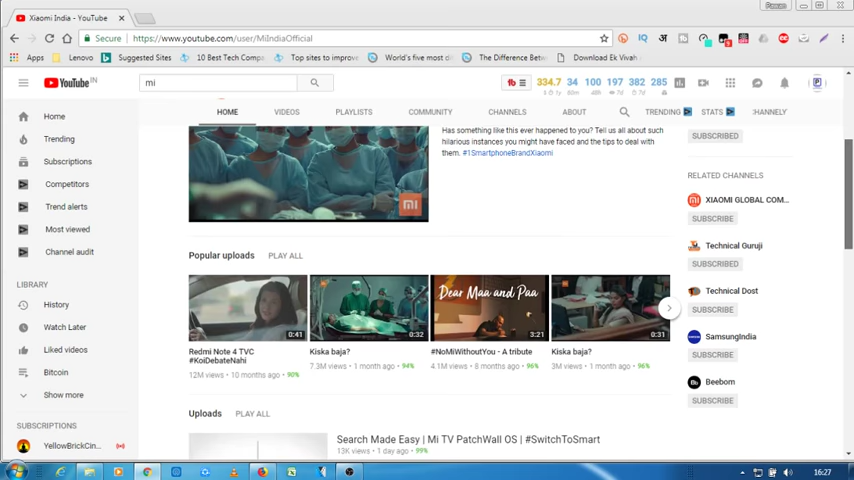 Pawan
Xiaomi India - YouTube
Secure
https://www.youtube.com/user/MiIndiaOfficial
Apps
Lenovo
Suggested Sites
10 Best Tech Compa
Top sites to improve
World's five most di
The Difference Betw
Download Ek Vivah
YouTube IN
mi
334.7 34 100 197 382 285
HOME
VIDEOS
PLAYLISTS
COMMUNITY
CHANNELS
ABOUT
TRENDING
STATS
Home
Trending
Subscriptions
Competitors
Trend alerts
Most viewed
Channel audit
LIBRARY
History
Watch Later
Liked videos
Bitcoin
Show more
SUBSCRIPTIONS
YellowBrickCin...
Has something like this ever happened to you? Tell us all about such
hilarious instances you might have faced and the tips to deal with
them. #1SmartphoneBrandXiaomi
mi
Popular uploads
PLAY ALL
0:41
Redmi Note 4 TVC
#KoiDebateNahi
12M views • 10 months ago • 90%
0:32
Kiska baja?
7.3M views • 1 month ago • 94%
Dear Maa and Paa
3:21
#NoMiWithoutYou - A tribute
4.1M views • 8 months ago • 96%
0:31
Kiska baja?
3M views • 1 month ago • 96%
Uploads
PLAY ALL
Search Made Easy | Mi TV PatchWall OS | #SwitchToSmart
13K views • 1 day ago • 99%
SUBSCRIBED
RELATED CHANNELS
XIAOMI GLOBAL COM...
SUBSCRIBE
Technical Guruji
SUBSCRIBED
Technical Dost
SUBSCRIBE
SamsungIndia
SUBSCRIBE
Beebom
SUBSCRIBE
16:27